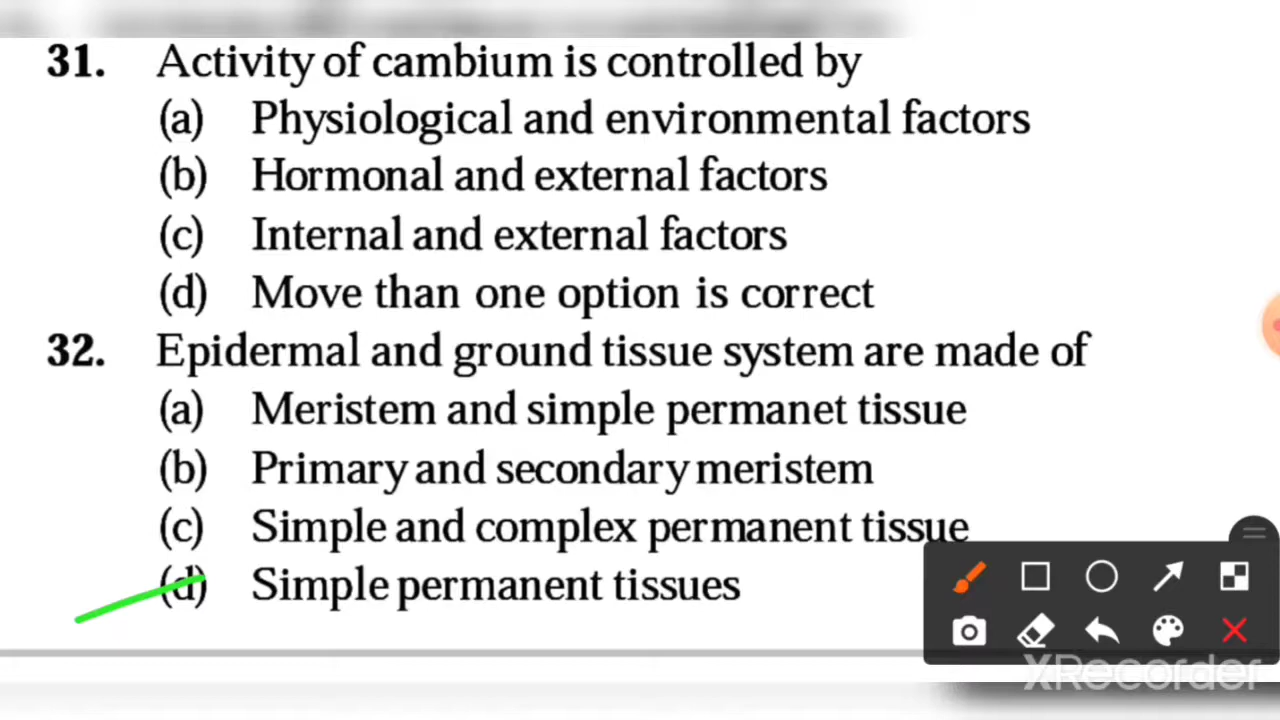 31. Activity of cambium is controlled by
(a) Physiological and environmental factors
(b) Hormonal and external factors
(c) Internal and external factors
(d) Move than one option is correct
32. Epidermal and ground tissue system are made of
(a) Meristem and simple permanet tissue
(b) Primary and secondary meristem
(c) Simple and complex permanent tissue
(d) Simple permanent tissues
XRecorder